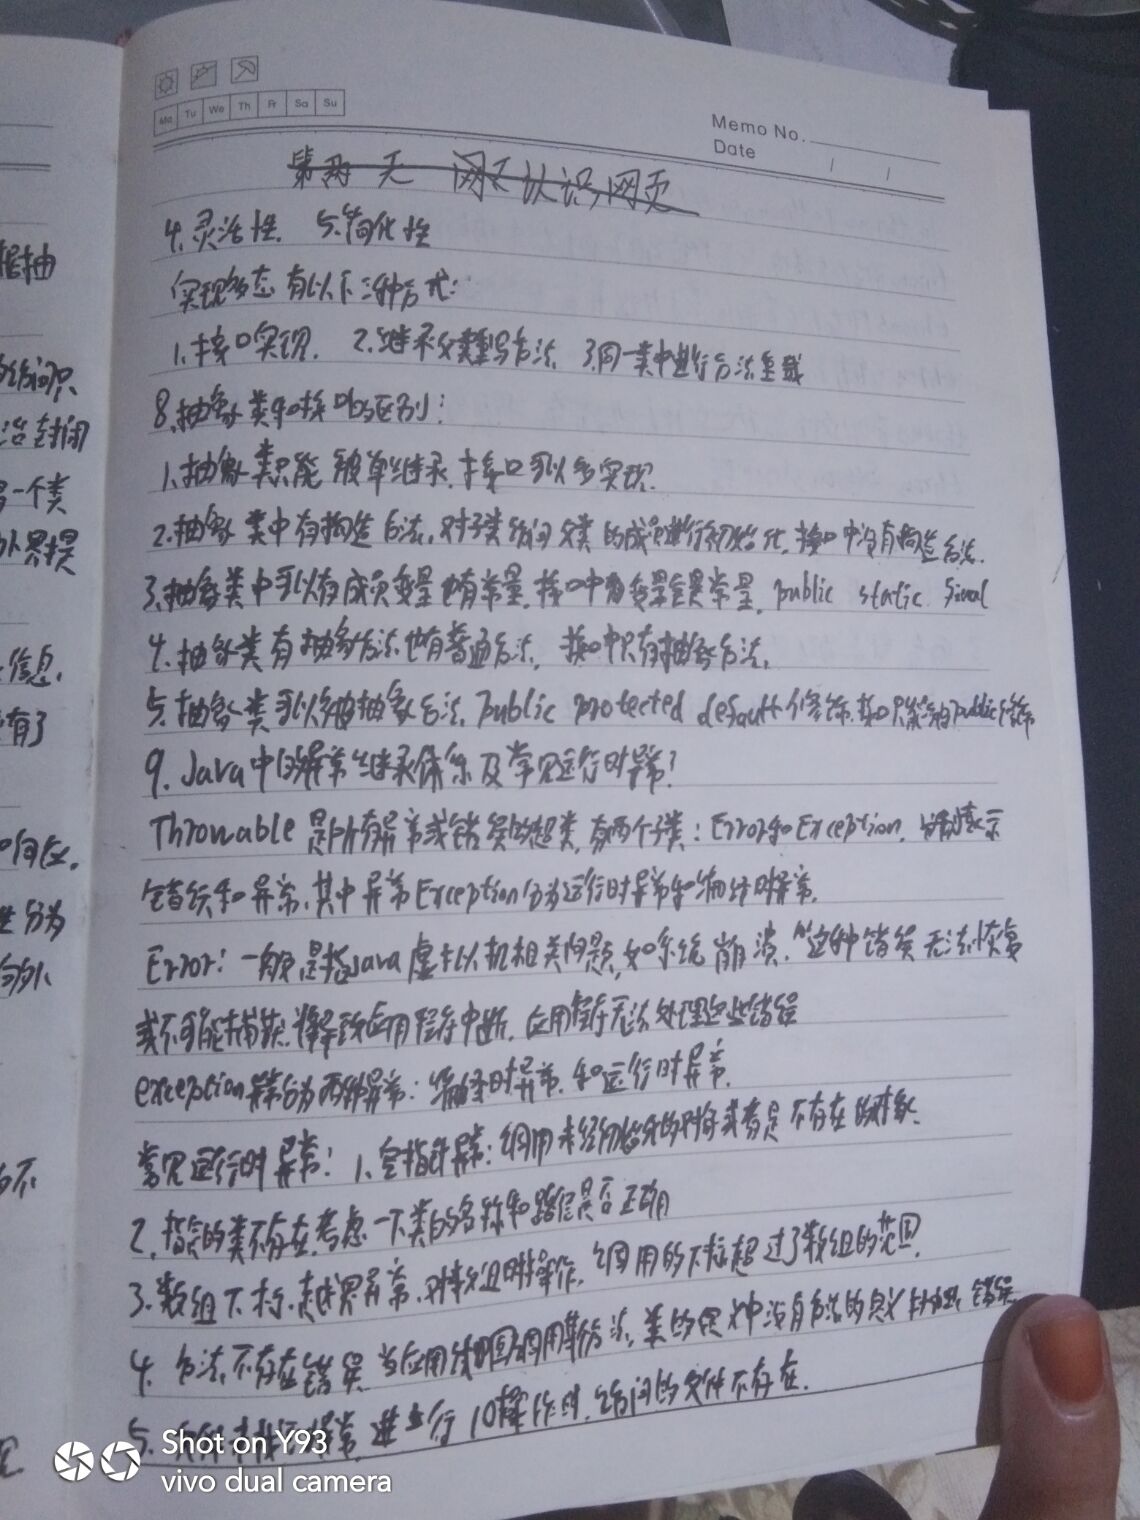 Mo Tu We Th Fr Sa Su
Memo No.
Date / /
第两天 网页认识网页
4.灵活性. 5.简化性
实现多态有以下三种方式:
1.接口实现. 2.继承父类重写方法 3.同一类中进行方法重载
8.抽象类和接口的区别:
1.抽象类只能被单继承.接口可以多实现.
2.抽象类中有构造方法,对子类访问父类的成员进行初始化,接口中没有构造方法.
3.抽象类中可以有成员变量也有常量,接口中变量是常量. public static final
4.抽象类有抽象方法也有普通方法, 接口中只有抽象方法,
5.抽象类可以抽象方法 public protected default修饰.接口只能public修饰
9.Java中的异常继承体系及常见运行时异常?
Throwable是所有异常或错误的超类,有两个子类:Error和Exception,分别表示
错误和异常,其中异常Exception分为运行时异常和编译时异常.
Error:一般是指java虚拟机相关问题,如系统崩溃.这种错误无法恢复
或不可能捕获.将导致应用程序中断.应用程序无法处理这些错误
exception 分为两种异常:编译时异常.和运行时异常.
常见运行时异常: 1.空指针异常:调用未经初始化的对象或者是不存在的对象.
2.指定的类不存在,考虑一下类的名称和路径是否正确
3.数组下标.越界异常.对数组时操作.调用的下标超过了数组的范围.
4.方法不存在错误.当应用 调用 方法,类的定义中没有方法的定义 错误
5.文件 异常 进行IO操作时.访问的文件不存在.
Shot on Y93
vivo dual camera
指抽
封闭
一个类
外界
信息,
有了
何处.
分为